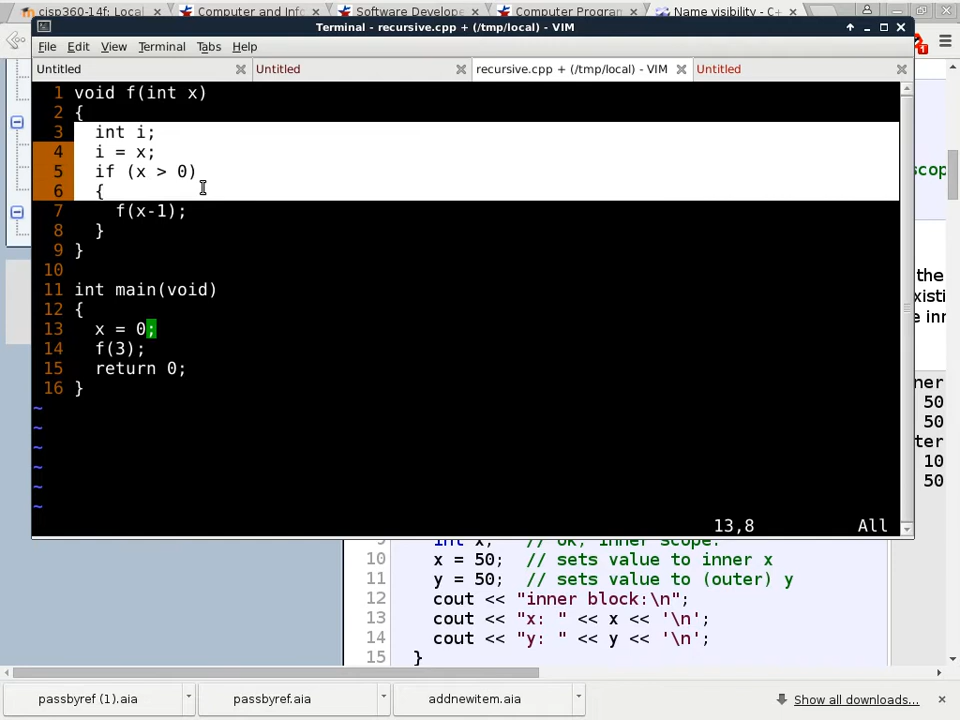 cisp360-14f: Local
Computer and Info
Software Develope
Computer Program
Name visibility - C+
Terminal - recursive.cpp + (/tmp/local) - VIM
File Edit View Terminal Tabs Help
1
Untitled
Untitled
recursive.cpp + (/tmp/local) - VIM
Untitled
1 void f(int x)
2 {
3 int i;
4 i = x;
5 if (x > 0)
6 {
7 f(x-1);
8 }
9 }
10
11 int main(void)
12 {
13 x = 0;
14 f(3);
15 return 0;
16 }
~
~
~
~
~
~
13,8 All
the
50
50
10
50
int x; // ok, inner scope.
10 x = 50; // sets value to inner x
11 y = 50; // sets value to (outer) y
12 cout << "inner block:\n";
13 cout << "x: " << x << '\n';
14 cout << "y: " << y << '\n';
15 }
passbyref (1).aia
passbyref.aia
addnewitem.aia
Show all downloads...